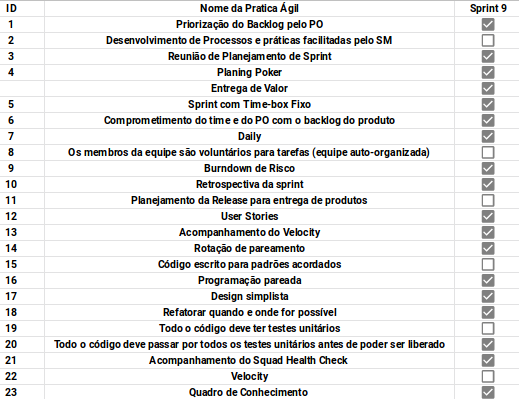 ID Nome da Pratica Ágil Sprint 9
1 Priorização do Backlog pelo PO
2 Desenvolvimento de Processos e práticas facilitadas pelo SM
3 Reunião de Planejamento de Sprint
4 Planing Poker
Entrega de Valor
5 Sprint com Time-box Fixo
6 Comprometimento do time e do PO com o backlog do produto
7 Daily
8 Os membros da equipe são voluntários para tarefas (equipe auto-organizada)
9 Burndown de Risco
10 Retrospectiva da sprint
11 Planejamento da Release para entrega de produtos
12 User Stories
13 Acompanhamento do Velocity
14 Rotação de pareamento
15 Código escrito para padrões acordados
16 Programação pareada
17 Design simplista
18 Refatorar quando e onde for possível
19 Todo o código deve ter testes unitários
20 Todo o código deve passar por todos os testes unitários antes de poder ser liberado
21 Acompanhamento do Squad Health Check
22 Velocity
23 Quadro de Conhecimento